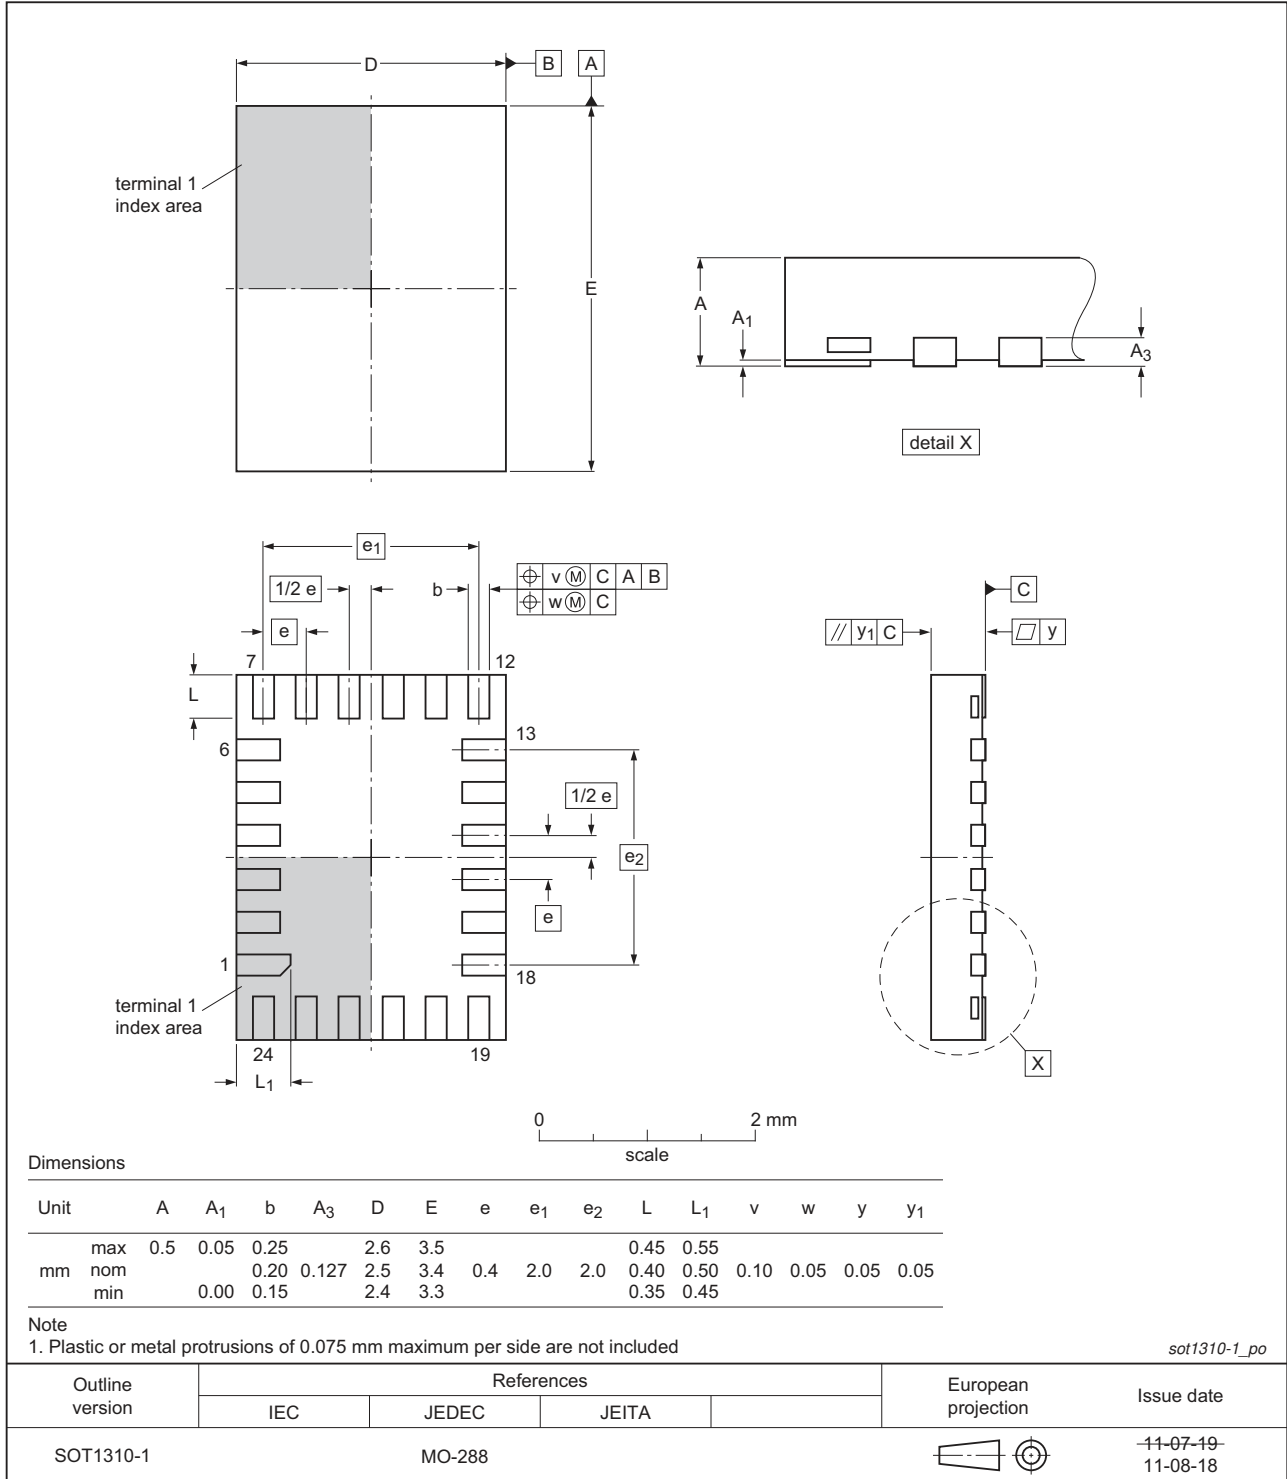 D
B
A
terminal 1
index area
E
A
A1
A3
detail X
e1
1/2 e
b
v M C A B
w M C
e
7
12
L
6
13
1/2 e
e2
e
1
18
terminal 1
index area
24
19
L1
C
// y1 C
y
X
0
2 mm
scale
Dimensions
Unit A A1 b A3 D E e e1 e2 L L1 v w y y1
max 0.5 0.05 0.25 2.6 3.5 0.45 0.55
mm nom 0.20 0.127 2.5 3.4 0.4 2.0 2.0 0.40 0.50 0.10 0.05 0.05 0.05
min 0.00 0.15 2.4 3.3 0.35 0.45
Note
1. Plastic or metal protrusions of 0.075 mm maximum per side are not included
sot1310-1_po
Outline
version
References
IEC JEDEC JEITA
European
projection
Issue date
SOT1310-1
MO-288
11-07-19
11-08-18